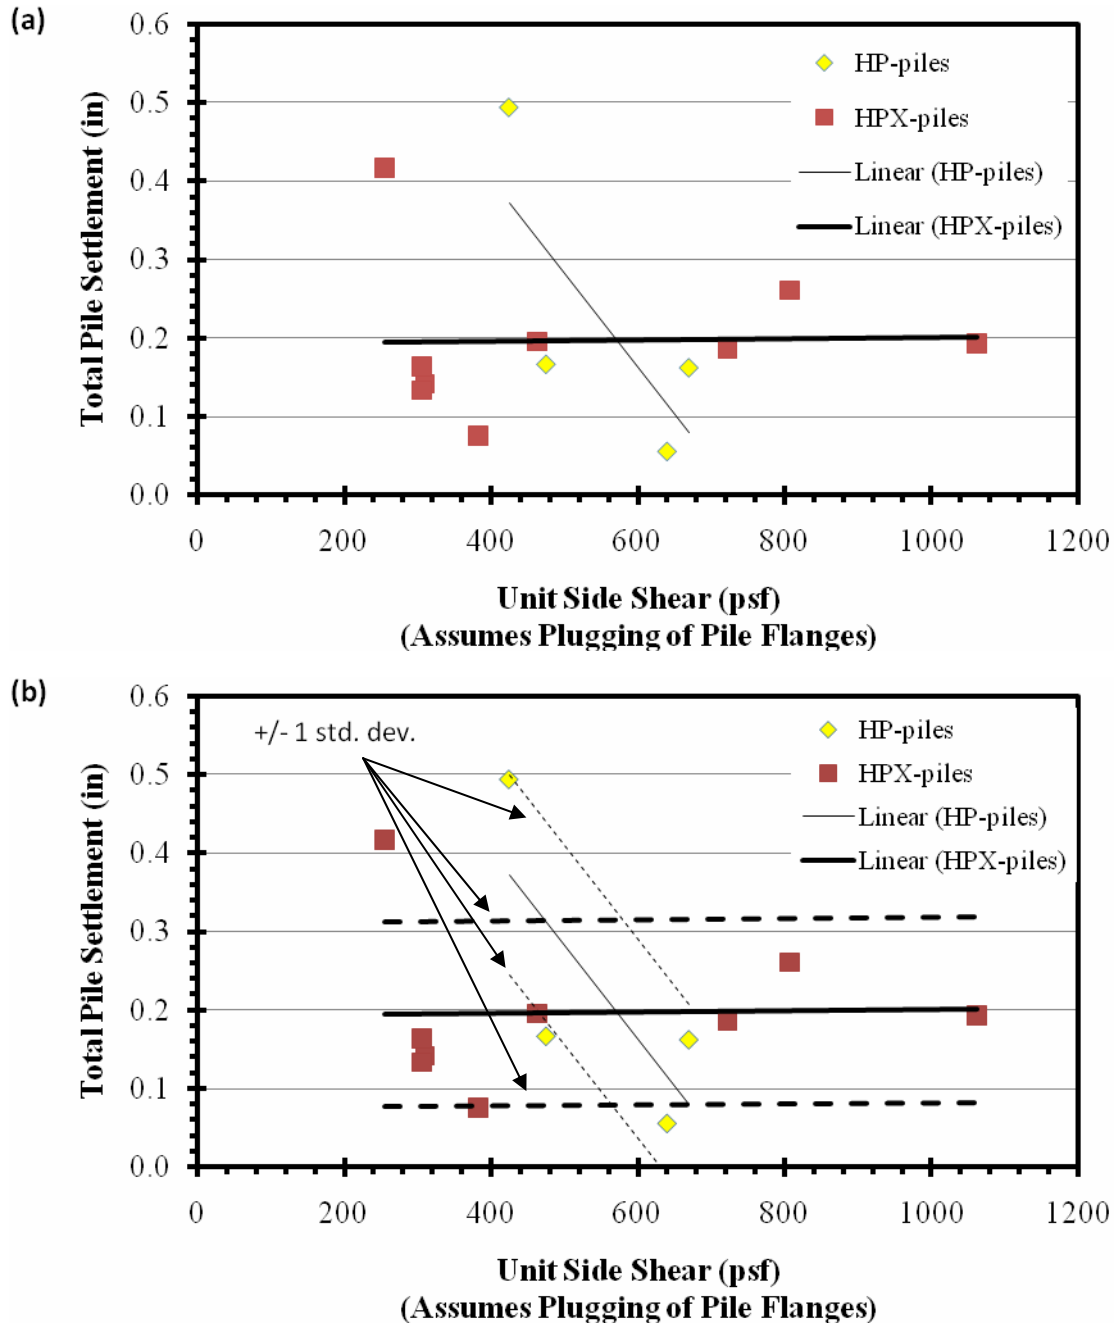 (a)
Total Pile Settlement (in)
0.6
0.5
0.4
0.3
0.2
0.1
0.0
HP-piles
HPX-piles
Linear (HP-piles)
Linear (HPX-piles)
0 200 400 600 800 1000 1200
Unit Side Shear (psf)
(Assumes Plugging of Pile Flanges)
(b)
Total Pile Settlement (in)
0.6
0.5
0.4
0.3
0.2
0.1
0.0
+/- 1 std. dev.
HP-piles
HPX-piles
Linear (HP-piles)
Linear (HPX-piles)
0 200 400 600 800 1000 1200
Unit Side Shear (psf)
(Assumes Plugging of Pile Flanges)